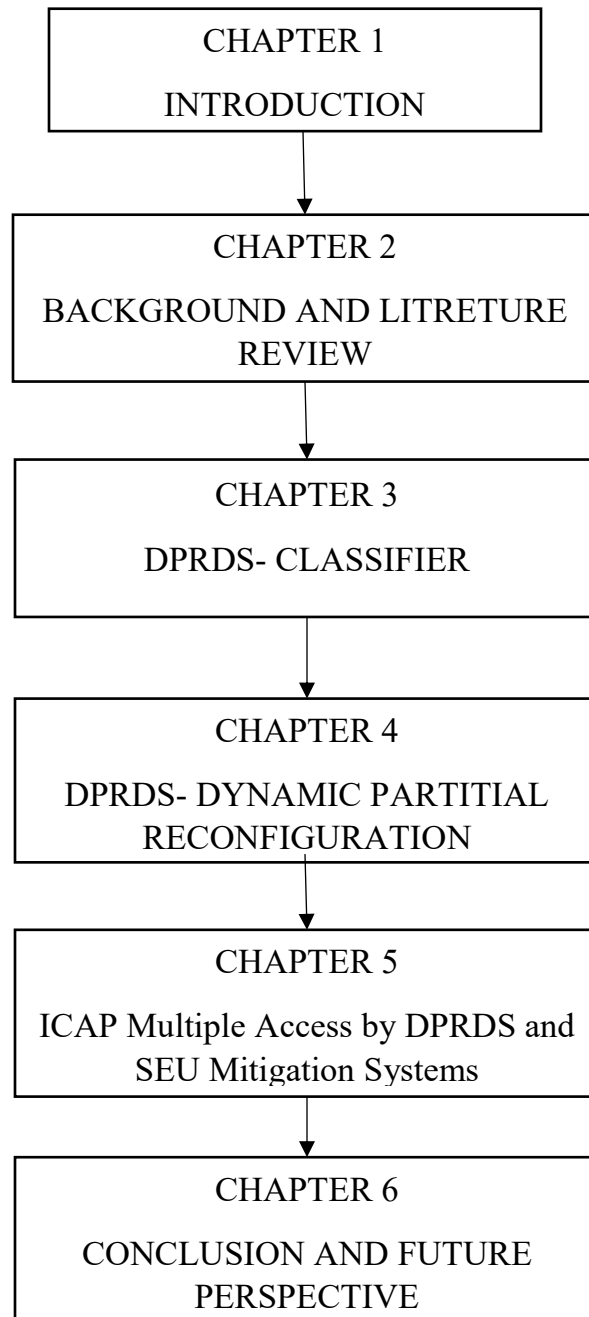 CHAPTER 1
INTRODUCTION
CHAPTER 2
BACKGROUND AND LITRETURE
REVIEW
CHAPTER 3
DPRDS- CLASSIFIER
CHAPTER 4
DPRDS- DYNAMIC PARTITIAL
RECONFIGURATION
CHAPTER 5
ICAP Multiple Access by DPRDS and
SEU Mitigation Systems
CHAPTER 6
CONCLUSION AND FUTURE
PERSPECTIVE